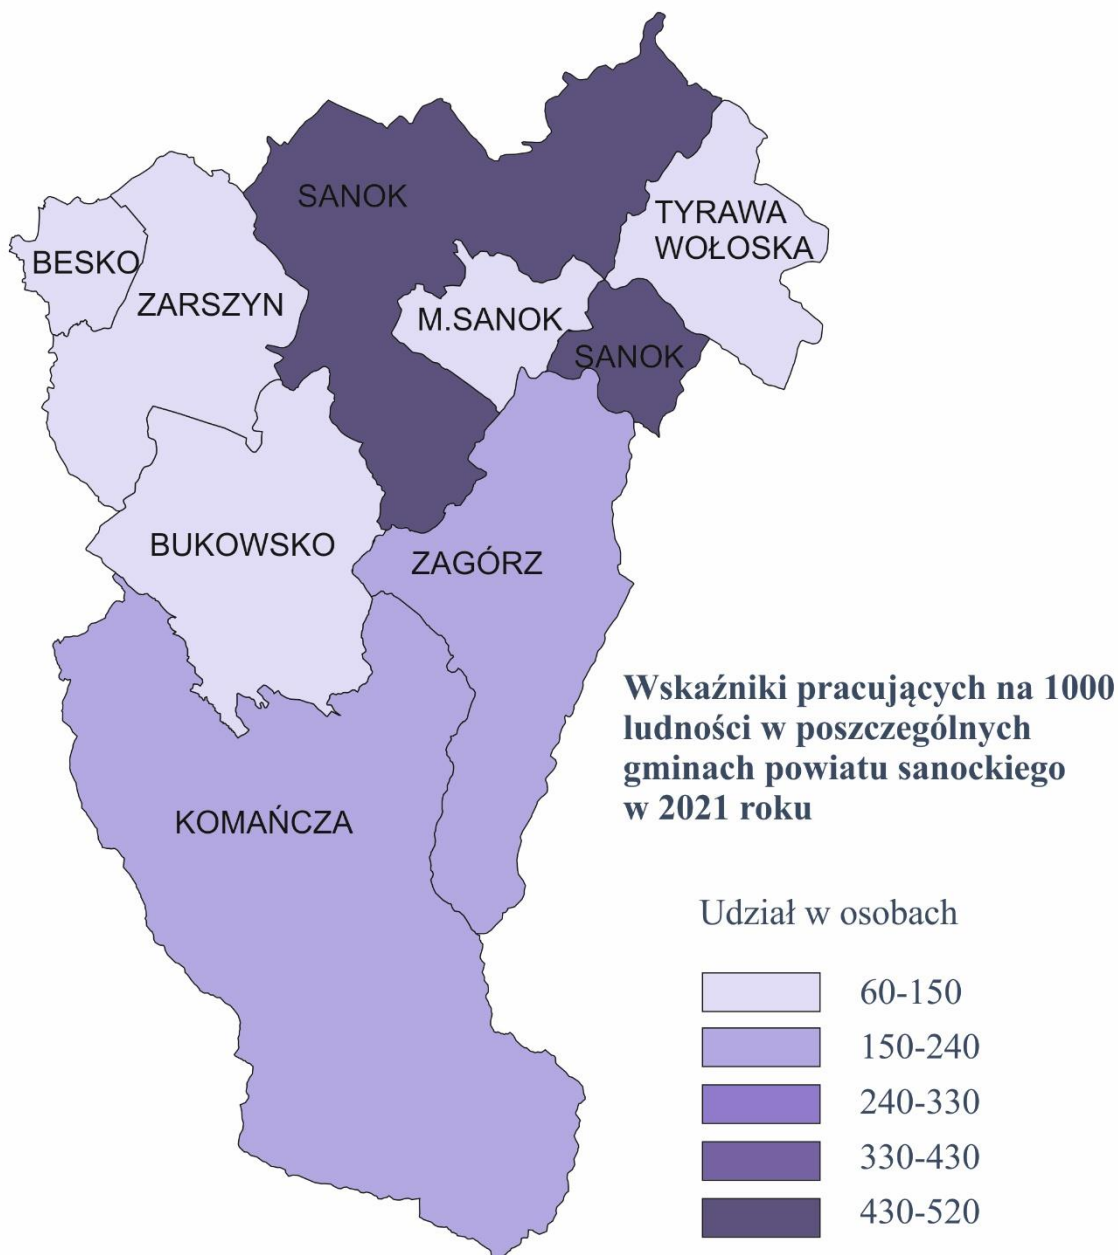 SANOK
TYRAWA
WOŁOSKA
BESKO
ZARSZYN
M.SANOK
SANOK
BUKOWSKO
ZAGÓRZ
Wskaźniki pracujących na 1000
ludności w poszczególnych
gminach powiatu sanockiego
w 2021 roku
KOMAŃCZA
Udział w osobach
60-150
150-240
240-330
330-430
430-520